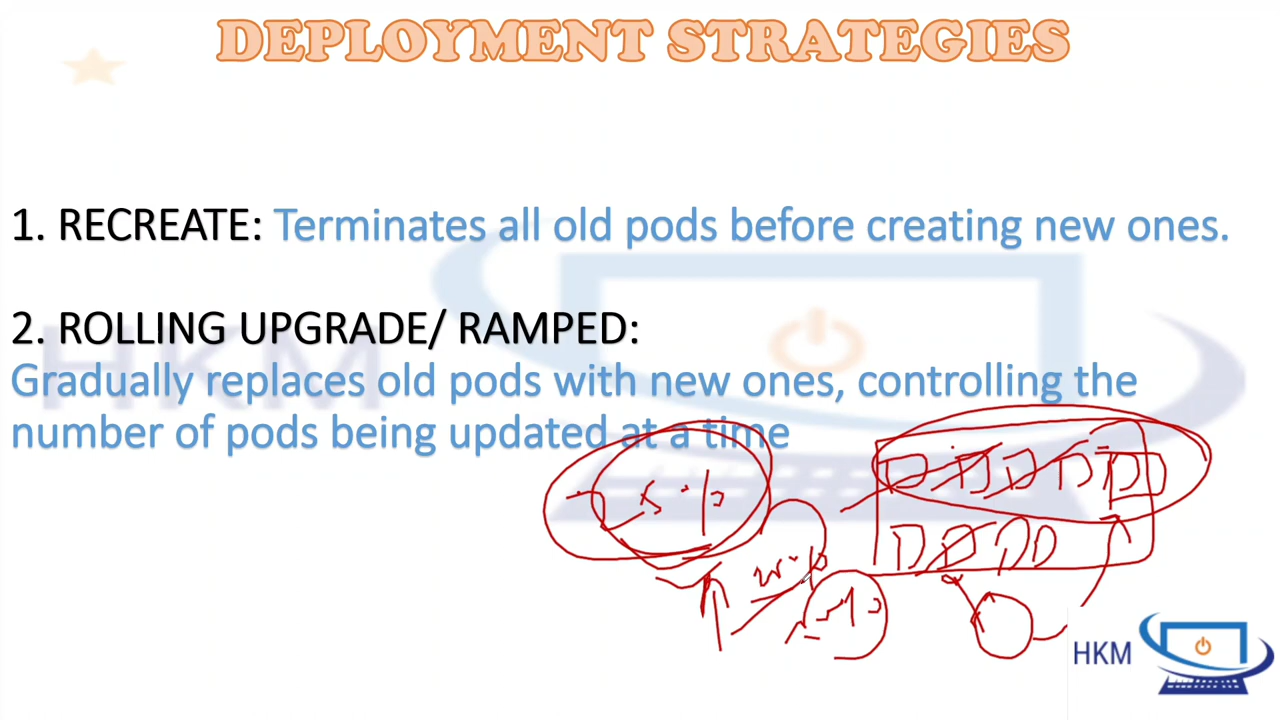 DEPLOYMENT STRATEGIES
1. RECREATE: Terminates all old pods before creating new ones.
2. ROLLING UPGRADE/ RAMPED:
Gradually replaces old pods with new ones, controlling the
number of pods being updated at a time
HKM
HKM